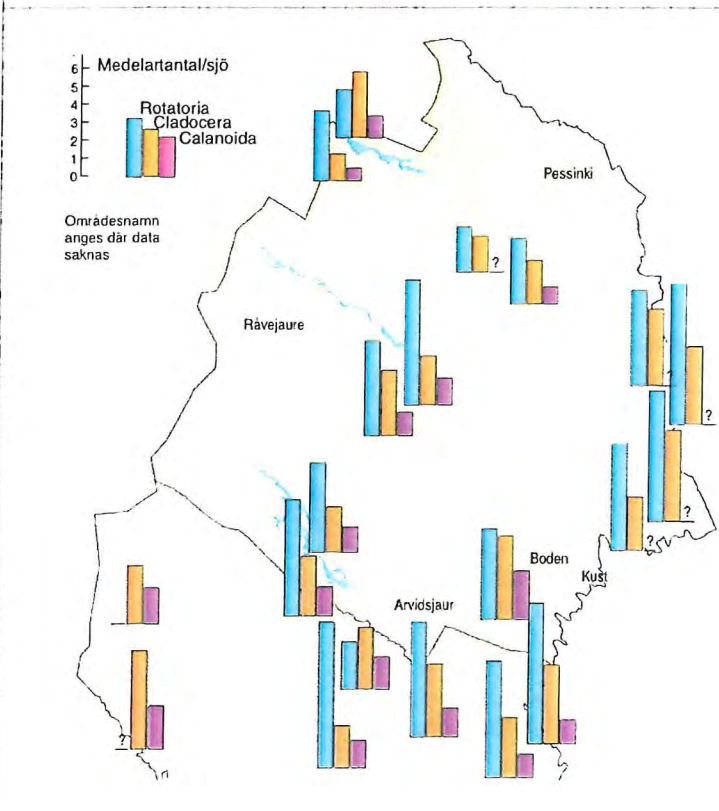 6
5
4
3
2
1
0
Medelartantal/sjö
Rotatoria
Cladocera
Calanoida
Områdesnamn
anges där data
saknas
Pessinki
?
Råvejaure
?
?
?
?
Boden
Kust
Arvidsjaur
?